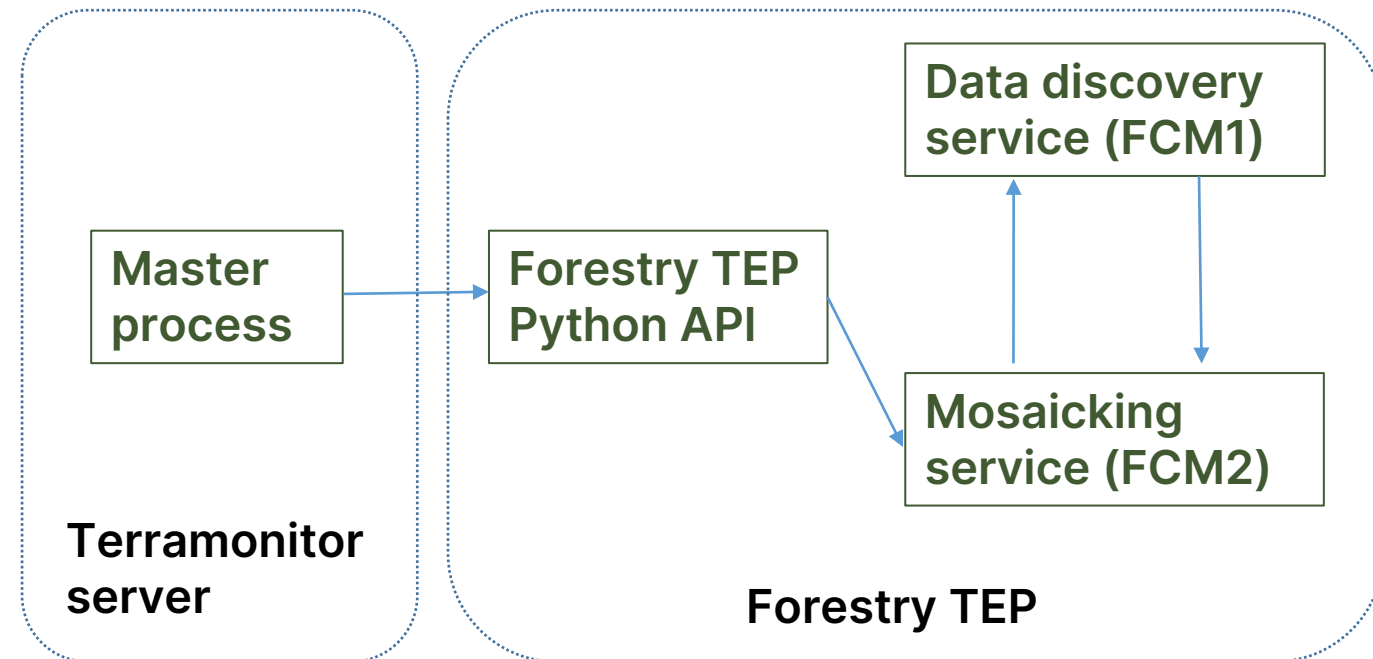 Data discovery
service (FCM1)
Master
process
Forestry TEP
Python API
Mosaicking
service (FCM2)
Terramonitor
server
Forestry TEP